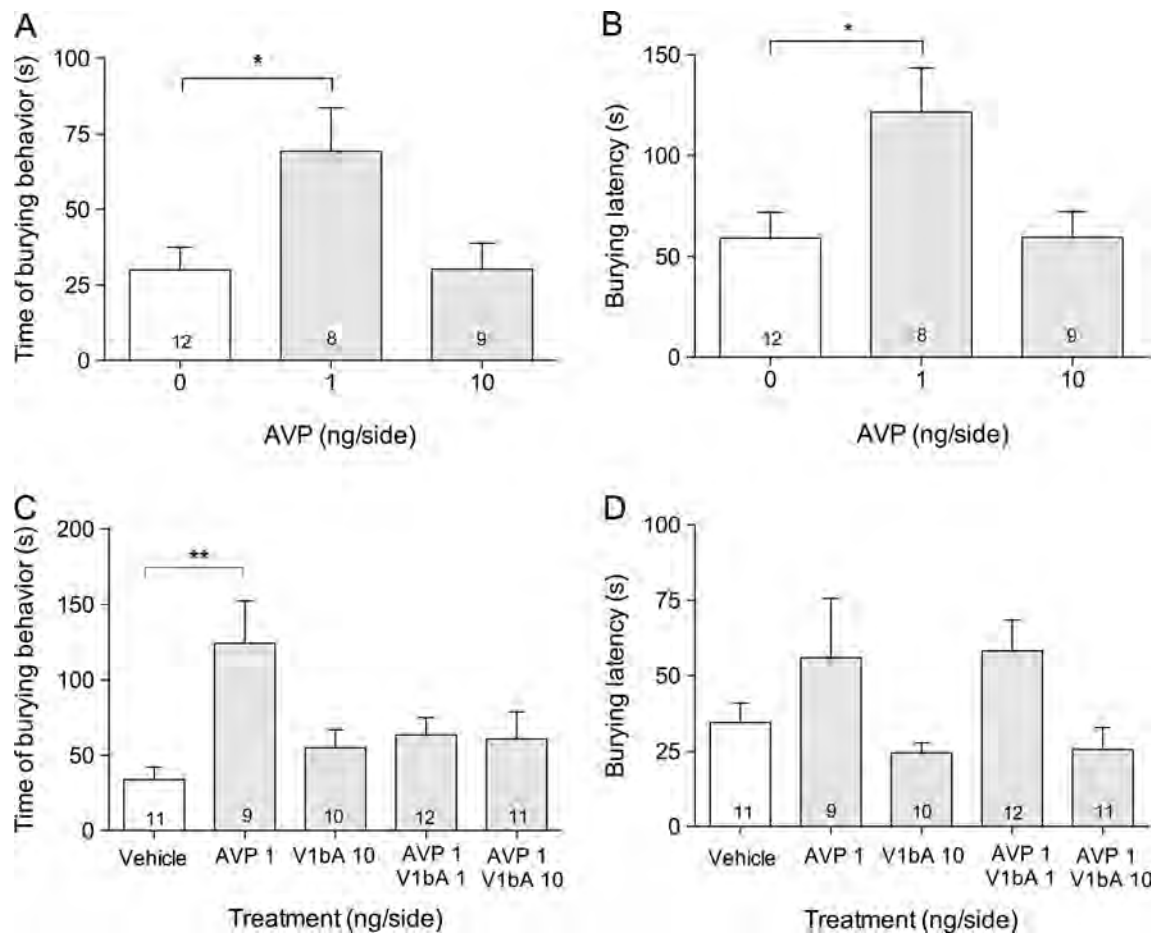 A
Time of burying behavior (s)
100
75
50
25
0
*
12
8
9
0
1
10
AVP (ng/side)
B
Burying latency (s)
150
100
50
0
*
12
8
9
0
1
10
AVP (ng/side)
C
Time of burying behavior (s)
200
150
100
50
0
**
11
9
10
12
11
Vehicle
AVP 1
V1bA 10
AVP 1
V1bA 1
AVP 1
V1bA 10
Treatment (ng/side)
D
Burying latency (s)
100
75
50
25
0
11
9
10
12
11
Vehicle
AVP 1
V1bA 10
AVP 1
V1bA 1
AVP 1
V1bA 10
Treatment (ng/side)